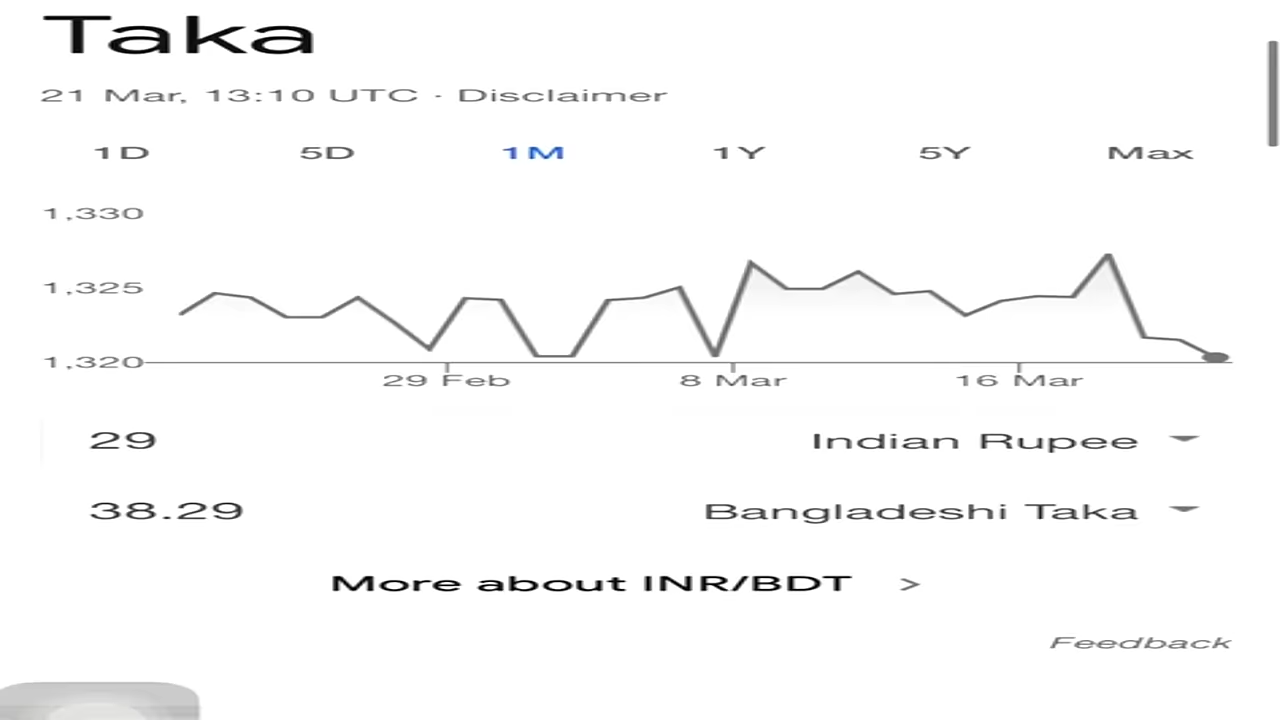 Taka
21 Mar, 13:10 UTC · Disclaimer
1D 5D 1M 1Y 5Y Max
1,330
1,325
1,320
29 Feb 8 Mar 16 Mar
29 Indian Rupee
38.29 Bangladeshi Taka
More about INR/BDT >
Feedback